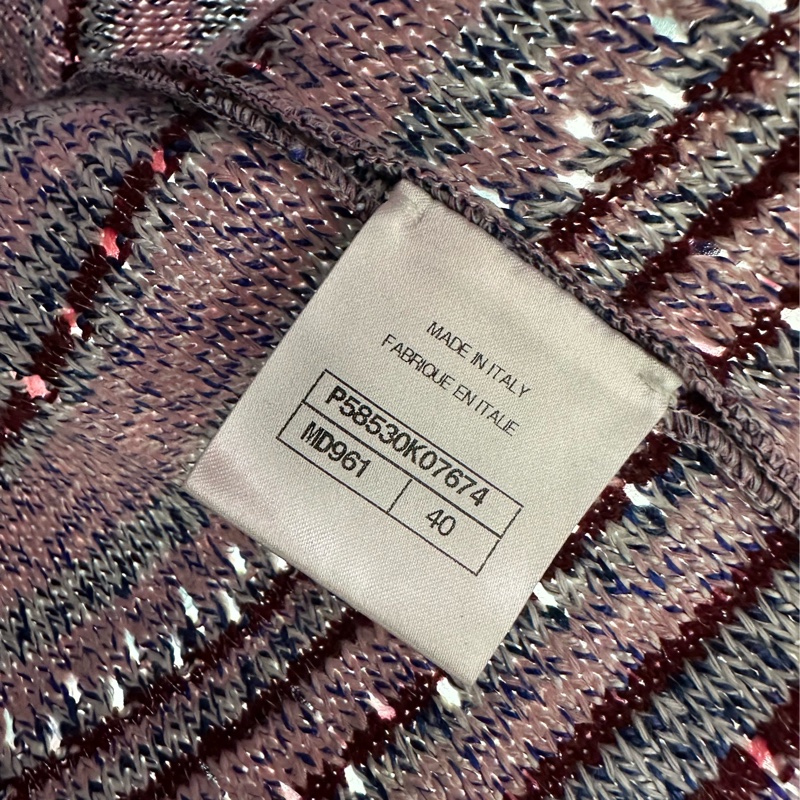 MADE IN ITALY
FABRIQUE EN ITALIE
P58530K07674
MD961
40